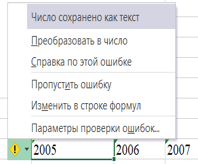 Число сохранено как текст
Преобразовать в число
Справка по этой ошибке
Пропустить ошибку
Изменить в строке формул
Параметры проверки ошибок...
2005 2006 2007